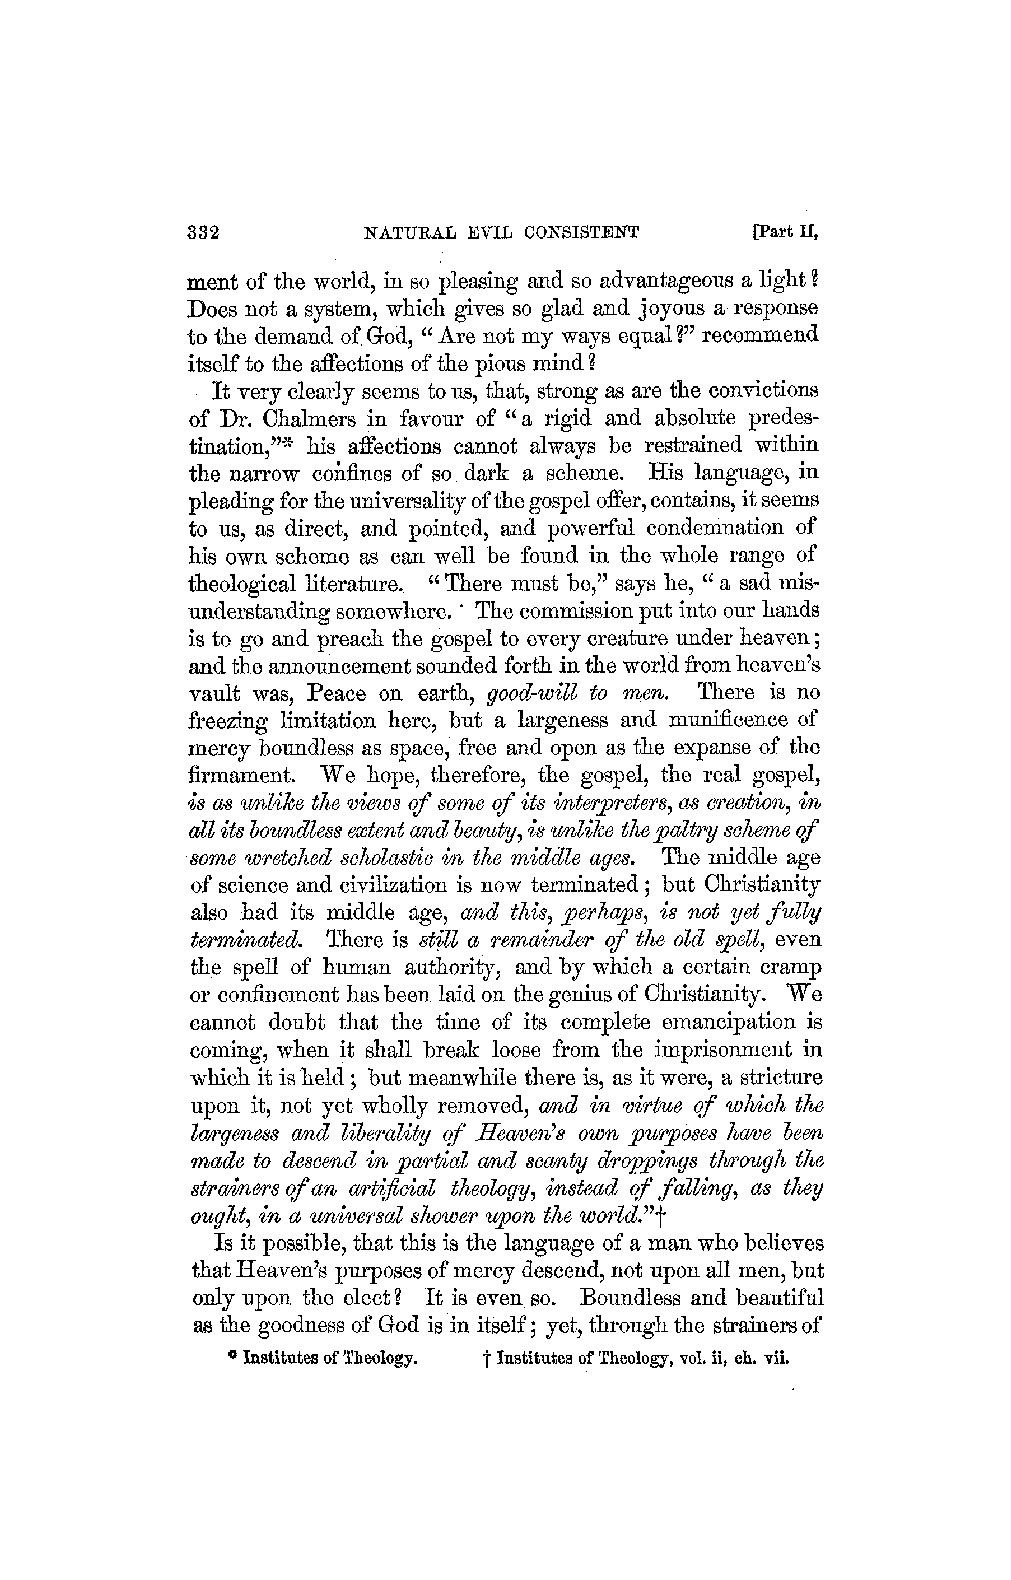 332 NATURAL EVIL CONSISTENT [Part II,
ment of the world, in so pleasing and so advantageous a light?
Does not a system, which gives so glad and joyous a response
to the demand of God, “ Are not my ways equal?” recommend
itself to the affections of the pious mind?
It very clearly seems to us, that, strong as are the convictions
of Dr. Chalmers in favour of “a rigid and absolute predes-
tination,”* his affections cannot always be restrained within
the narrow confines of so dark a scheme. His language, in
pleading for the universality of the gospel offer, contains, it seems
to us, as direct, and pointed, and powerful condemnation of
his own scheme as can well be found in the whole range of
theological literature. “There must be,” says he, “a sad mis-
understanding somewhere. The commission put into our hands
is to go and preach the gospel to every creature under heaven;
and the announcement sounded forth in the world from heaven's
vault was, Peace on earth, good-will to men. There is no
freezing limitation here, but a largeness and munificence of
mercy boundless as space, free and open as the expanse of the
firmament. We hope, therefore, the gospel, the real gospel,
is as unlike the views of some of its interpreters, as creation, in
all its boundless extent and beauty, is unlike the paltry scheme of
some wretched scholastic in the middle ages. The middle age
of science and civilization is now terminated; but Christianity
also had its middle age, and this, perhaps, is not yet fully
terminated. There is still a remainder of the old spell, even
the spell of human authority, and by which a certain cramp
or confinement has been laid on the genius of Christianity. We
cannot doubt that the time of its complete emancipation is
coming, when it shall break loose from the imprisonment in
which it is held; but meanwhile there is, as it were, a stricture
upon it, not yet wholly removed, and in virtue of which the
largeness and liberality of Heaven's own purposes have been
made to descend in partial and scanty droppings through the
strainers of an artificial theology, instead of falling, as they
ought, in a universal shower upon the world.”†
Is it possible, that this is the language of a man who believes
that Heaven's purposes of mercy descend, not upon all men, but
only upon the elect? It is even so. Boundless and beautiful
as the goodness of God is in itself; yet, through the strainers of
* Institutes of Theology. † Institutes of Theology, vol. ii, ch. vii.